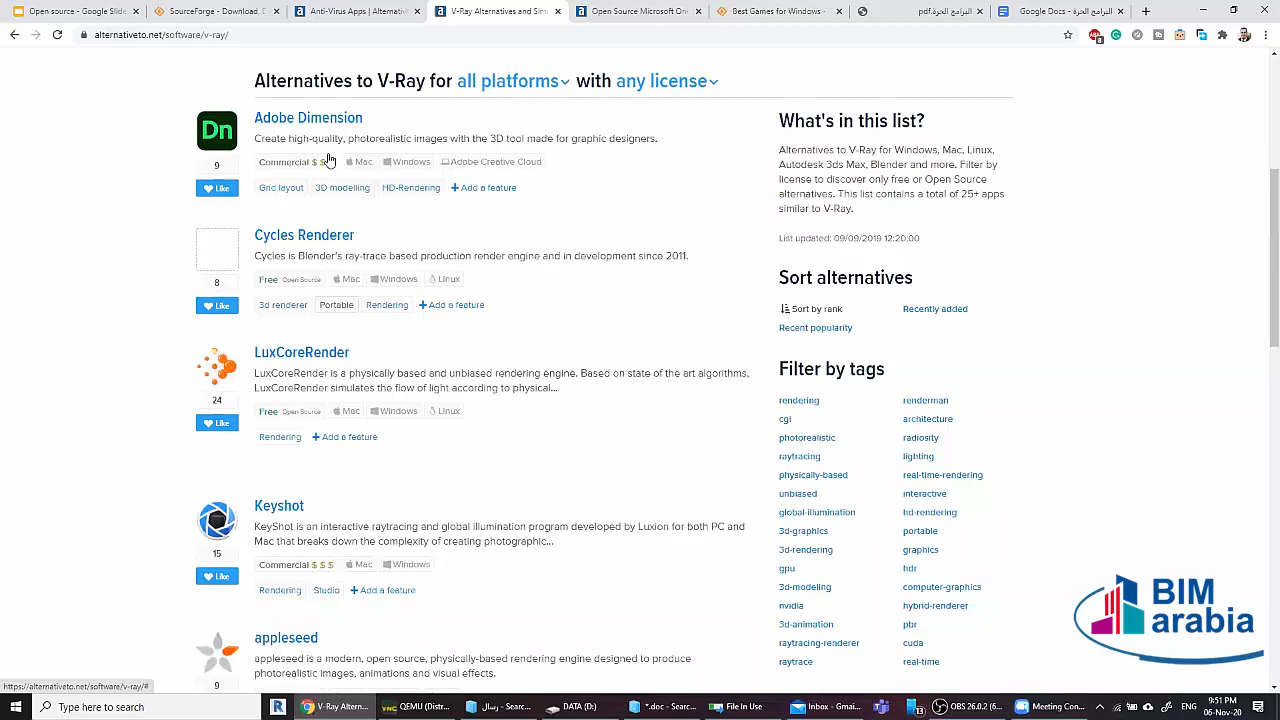 Open source - Google Slides
SourceForge - Download, D
Anti-Virus Apps | Alternativ
V-Ray Alternatives and Sim
Open Source Microsoft One
Best Games for Windows -
البرامج الحرة.pdf
البرامج الحرة - Google Docs
alternativeto.net/software/v-ray/
Alternatives to V-Ray for all platforms with any license
Adobe Dimension
Create high-quality, photorealistic images with the 3D tool made for graphic designers.
9
Commercial $ $ Mac Windows Adobe Creative Cloud
Like
Grid layout 3D modelling HD-Rendering + Add a feature
Cycles Renderer
Cycles is Blender's ray-trace based production render engine and in development since 2011.
8
Free Open Source Mac Windows Linux
Like
3d renderer Portable Rendering + Add a feature
LuxCoreRender
LuxCoreRender is a physically based and unbiased rendering engine. Based on state of the art algorithms,
LuxCoreRender simulates the flow of light according to physical...
24
Free Open Source Mac Windows Linux
Like
Rendering + Add a feature
Keyshot
KeyShot is an interactive raytracing and global illumination program developed by Luxion for both PC and
Mac that breaks down the complexity of creating photographic...
15
Commercial $ $ $ Mac Windows
Like
Rendering Studio + Add a feature
appleseed
appleseed is a modern, open source, physically-based rendering engine designed to produce
photorealistic images, animations and visual effects.
9
What's in this list?
Alternatives to V-Ray for Windows, Mac, Linux,
Autodesk 3ds Max, Blender and more. Filter by
license to discover only free or Open Source
alternatives. This list contains a total of 25+ apps
similar to V-Ray.
List updated: 09/09/2019 12:20:00
Sort alternatives
Sort by rank Recently added
Recent popularity
Filter by tags
rendering renderman
cgi architecture
photorealistic radiosity
raytracing lighting
physically-based real-time-rendering
unbiased interactive
global-illumination hd-rendering
3d-graphics portable
3d-rendering graphics
gpu hdr
3d-modeling computer-graphics
nvidia hybrid-renderer
3d-animation pbr
raytracing-renderer cuda
raytrace real-time
BIM
arabia
https://alternativeto.net/software/v-ray/#
Type here to search
V-Ray Altern...
QEMU (Distu...
رسائل - Searc...
DATA (D:)
*.doc - Searc...
File In Use
Inbox - Gmai...
13
OBS 26.0.2 (6...
Meeting Con...
ENG
9:51 PM
06-Nov-20